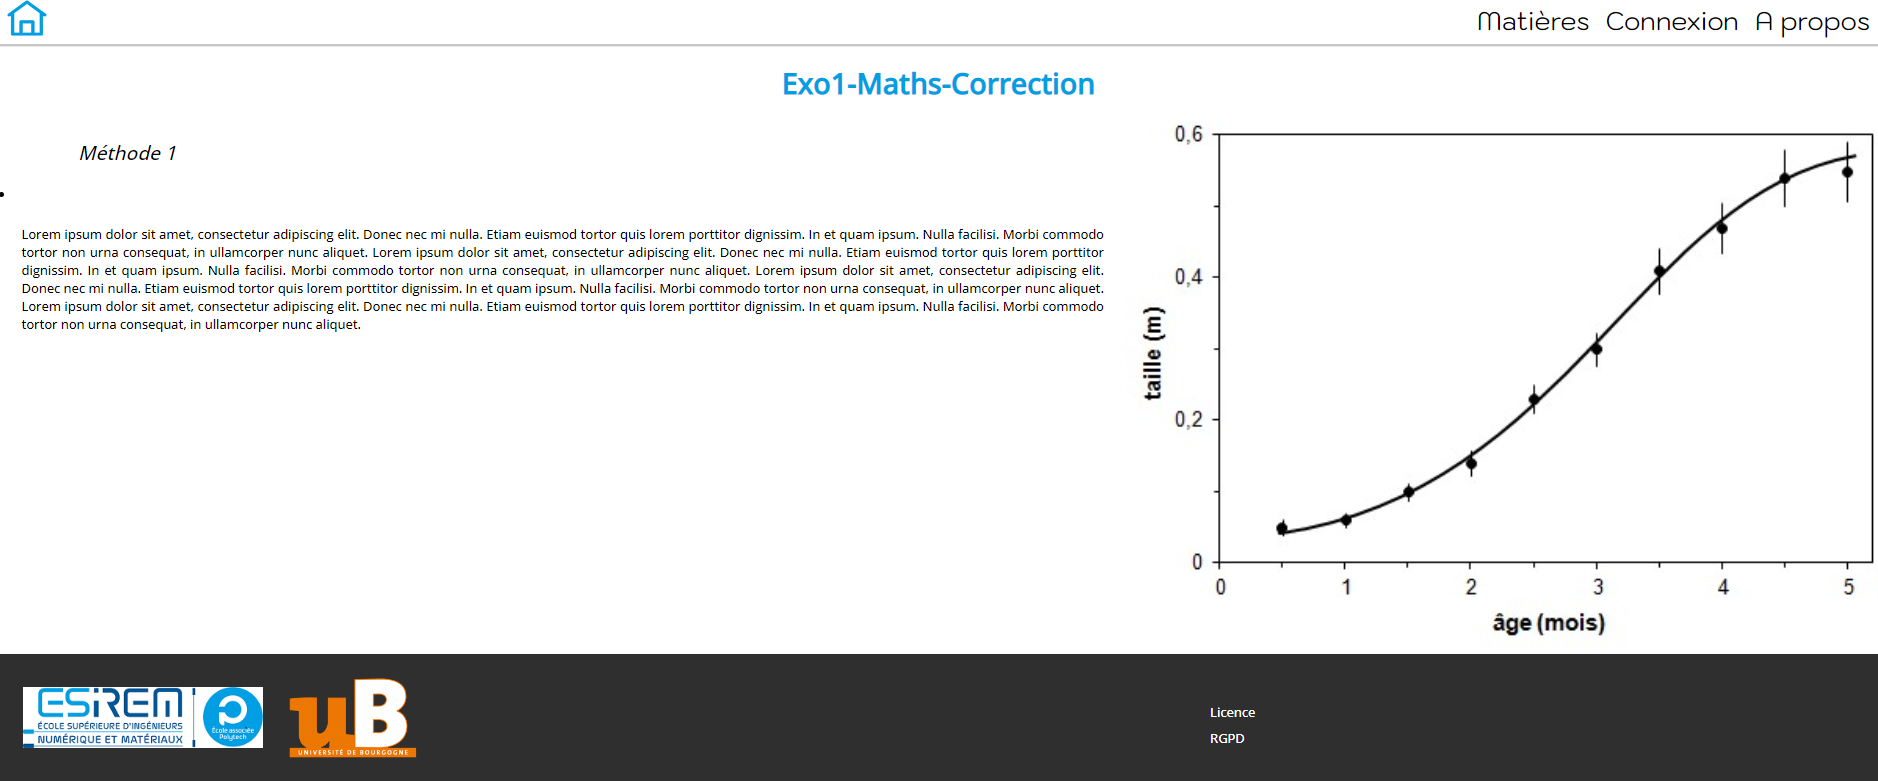 Matières Connexion A propos
Exo1-Maths-Correction
Méthode 1
Lorem ipsum dolor sit amet, consectetur adipiscing elit. Donec nec mi nulla. Etiam euismod tortor quis lorem porttitor dignissim. In et quam ipsum. Nulla facilisi. Morbi commodo
tortor non urna consequat, in ullamcorper nunc aliquet. Lorem ipsum dolor sit amet, consectetur adipiscing elit. Donec nec mi nulla. Etiam euismod tortor quis lorem porttitor
dignissim. In et quam ipsum. Nulla facilisi. Morbi commodo tortor non urna consequat, in ullamcorper nunc aliquet. Lorem ipsum dolor sit amet, consectetur adipiscing elit.
Donec nec mi nulla. Etiam euismod tortor quis lorem porttitor dignissim. In et quam ipsum. Nulla facilisi. Morbi commodo tortor non urna consequat, in ullamcorper nunc aliquet.
Lorem ipsum dolor sit amet, consectetur adipiscing elit. Donec nec mi nulla. Etiam euismod tortor quis lorem porttitor dignissim. In et quam ipsum. Nulla facilisi. Morbi commodo
tortor non urna consequat, in ullamcorper nunc aliquet.
0,6
0,4
0,2
0
taille (m)
0 1 2 3 4 5
âge (mois)
ESIREM
ÉCOLE SUPÉRIEURE D'INGÉNIEURS
NUMÉRIQUE ET MATÉRIAUX
École associée
Polytech
uB
UNIVERSITÉ DE BOURGOGNE
Licence
RGPD